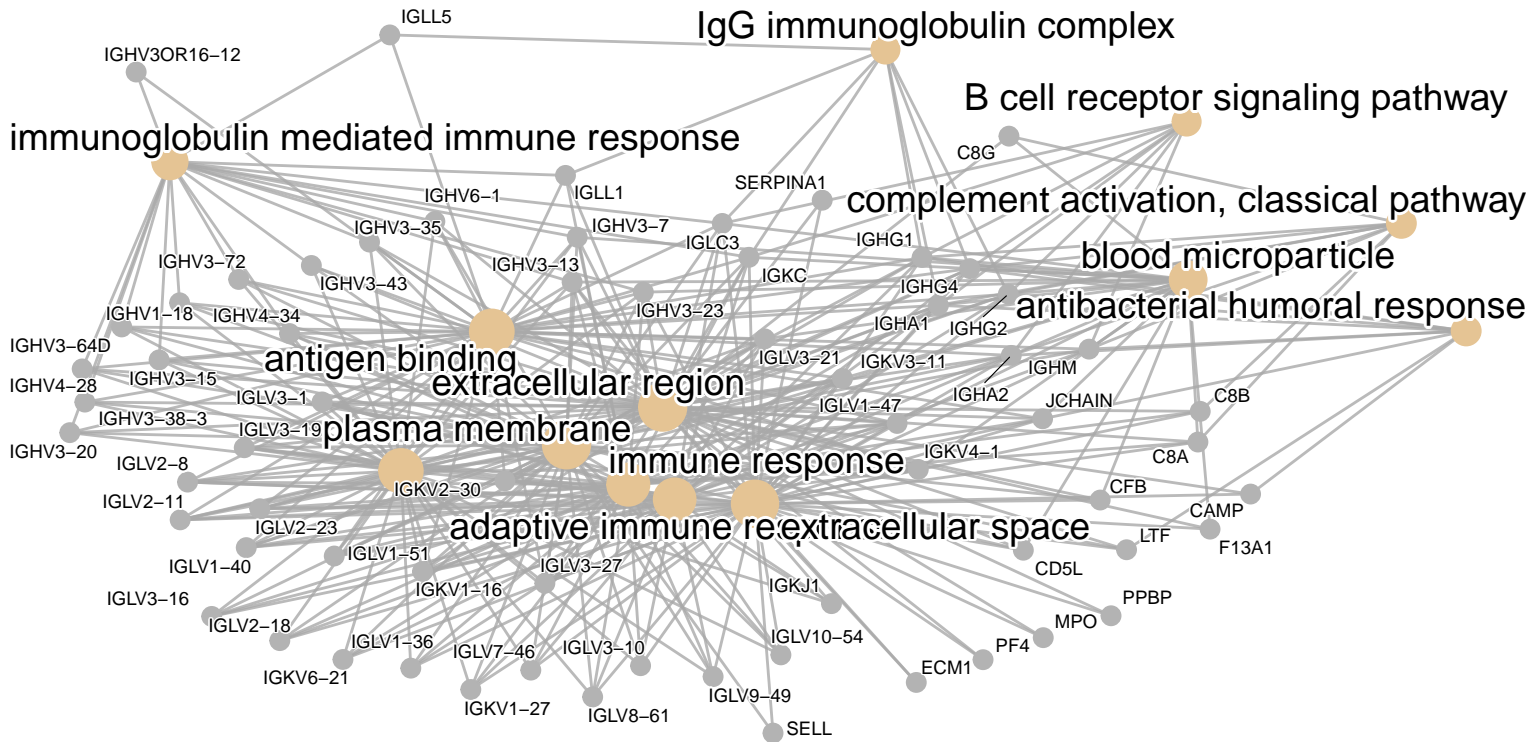 IGLL5
IgG immunoglobulin complex
IGHV3OR16−12
B cell receptor signaling pathway
immunoglobulin mediated immune response
C8G
IGHV6−1
IGLL1
SERPINA1
complement activation, classical pathway
IGHV3−35
IGHV3−7
IGLC3
IGHG1
blood microparticle
IGHV3−72
IGHV3−43
IGHV3−13
IGKC
IGHG4
antibacterial humoral response
IGHV1−18
IGHV4−34
IGHV3−23
IGHA1
IGHG2
IGHV3−64D
antigen binding
IGLV3−21
IGKV3−11
IGHM
IGHV4−28
IGHV3−15
extracellular region
IGHA2
IGLV3−1
IGLV1−47
JCHAIN
C8B
IGHV3−38−3
IGLV3−19
plasma membrane
IGHV3−20
IGKV4−1
IGLV2−8
immune response
C8A
IGKV2−30
CFB
IGLV2−11
CAMP
IGLV2−23
adaptive immune re
extracellular space
LTF
F13A1
IGLV1−40
IGLV1−51
IGLV3−27
CD5L
IGKV1−16
IGKJ1
IGLV3−16
PPBP
IGLV2−18
MPO
IGLV1−36
IGLV7−46
IGLV3−10
IGLV10−54
PF4
IGKV6−21
ECM1
IGKV1−27
IGLV8−61
IGLV9−49
SELL